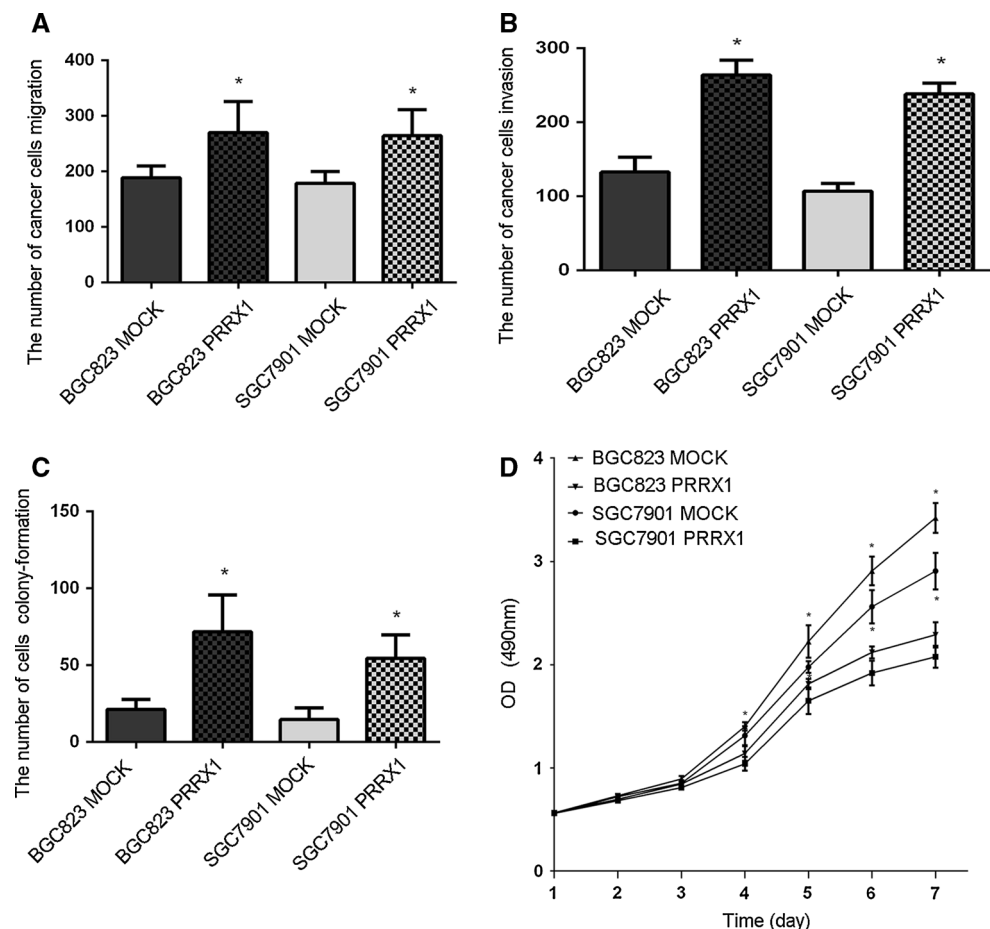 A
The number of cancer cells migration
400
300
200
100
0
*
*
BGC823 MOCK
BGC823 PRRX1
SGC7901 MOCK
SGC7901 PRRX1
B
The number of cancer cells invasion
300
200
100
0
*
*
BGC823 MOCK
BGC823 PRRX1
SGC7901 MOCK
SGC7901 PRRX1
C
The number of cells colony-formation
150
100
50
0
*
*
BGC823 MOCK
BGC823 PRRX1
SGC7901 MOCK
SGC7901 PRRX1
D
BGC823 MOCK
BGC823 PRRX1
SGC7901 MOCK
SGC7901 PRRX1
OD (490nm)
4
3
2
1
0
*
*
*
*
*
*
*
1 2 3 4 5 6 7
Time (day)